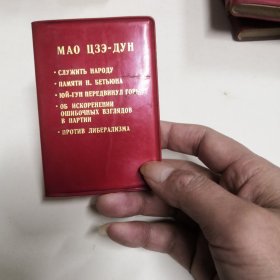 МАО ЦЗЭ-ДУН
• СЛУЖИТЬ НАРОДУ
• ПАМЯТИ Н. БЕТЬЮНА
• ЮЙ-ГУН ПЕРЕДВИНУЛ ГОРЫ
• ОБ ИСКОРЕНЕНИИ
ОШИБОЧНЫХ ВЗГЛЯДОВ
В ПАРТИИ
• ПРОТИВ ЛИБЕРАЛИЗМА